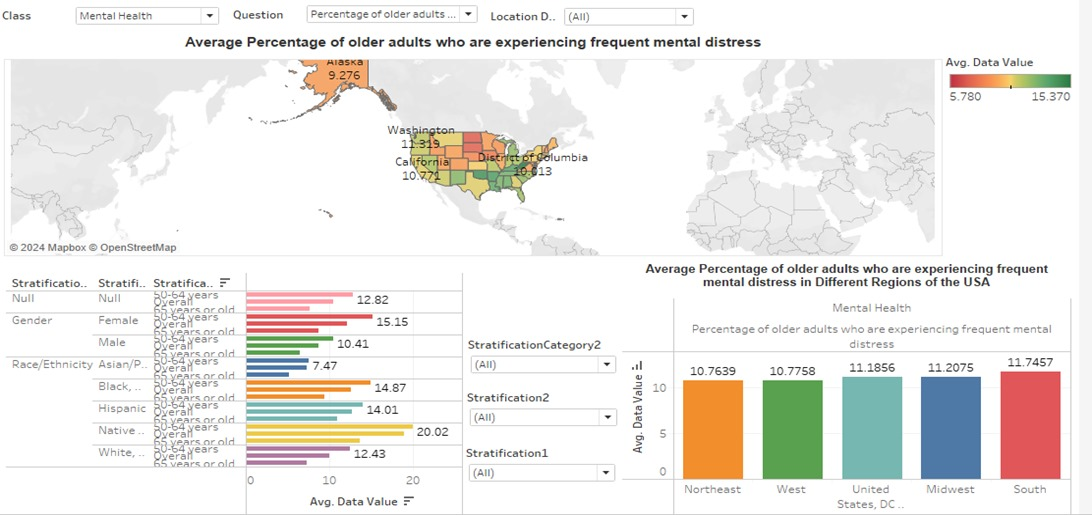 Class
Mental Health
Question
Percentage of older adults ...
Location D..
(All)
Average Percentage of older adults who are experiencing frequent mental distress
Avg. Data Value
5.780
15.370
Alaska
9.276
Washington
11.319
California
10.771
District of Columbia
10.613
© 2024 Mapbox © OpenStreetMap
Stratificatio..
Stratifi..
Stratifica..
Null
Null
50-64 years
Overall
65 years or old..
12.82
Gender
Female
50-64 years
Overall
65 years or old..
15.15
Male
50-64 years
Overall
65 years or old..
10.41
Race/Ethnicity
Asian/P..
50-64 years
Overall
65 years or old..
7.47
Black, ..
50-64 years
Overall
65 years or old..
14.87
Hispanic
50-64 years
Overall
65 years or old..
14.01
Native ..
50-64 years
Overall
65 years or old..
20.02
White, ..
50-64 years
Overall
65 years or old..
12.43
0
10
20
Avg. Data Value
StratificationCategory2
(All)
Stratification2
(All)
Stratification1
(All)
Average Percentage of older adults who are experiencing frequent
mental distress in Different Regions of the USA
Mental Health
Percentage of older adults who are experiencing frequent mental
distress
Avg. Data Value
10
5
0
10.7639
10.7758
11.1856
11.2075
11.7457
Northeast
West
United
States, DC ..
Midwest
South